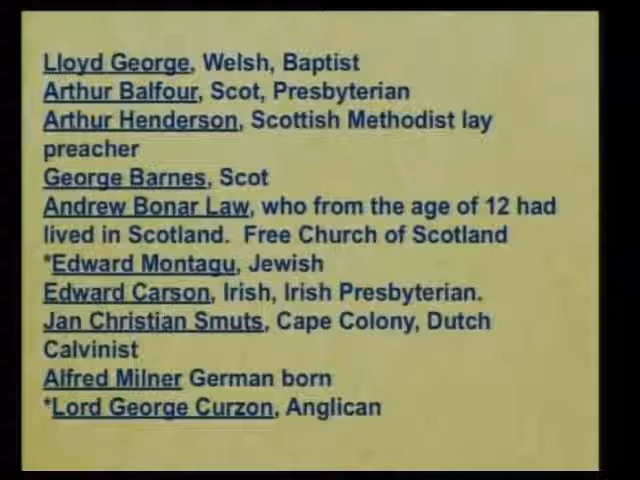 Lloyd George, Welsh, Baptist
Arthur Balfour, Scot, Presbyterian
Arthur Henderson, Scottish Methodist lay
preacher
George Barnes, Scot
Andrew Bonar Law, who from the age of 12 had
lived in Scotland.  Free Church of Scotland
*Edward Montagu, Jewish
Edward Carson, Irish, Irish Presbyterian.
Jan Christian Smuts, Cape Colony, Dutch
Calvinist
Alfred Milner German born
*Lord George Curzon, Anglican